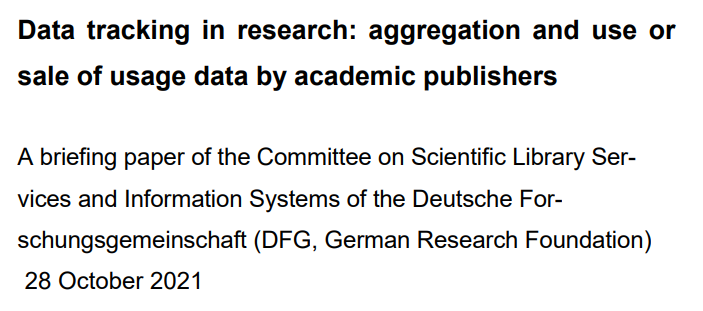 Data tracking in research: aggregation and use or
sale of usage data by academic publishers
A briefing paper of the Committee on Scientific Library Ser-
vices and Information Systems of the Deutsche For-
schungsgemeinschaft (DFG, German Research Foundation)
28 October 2021